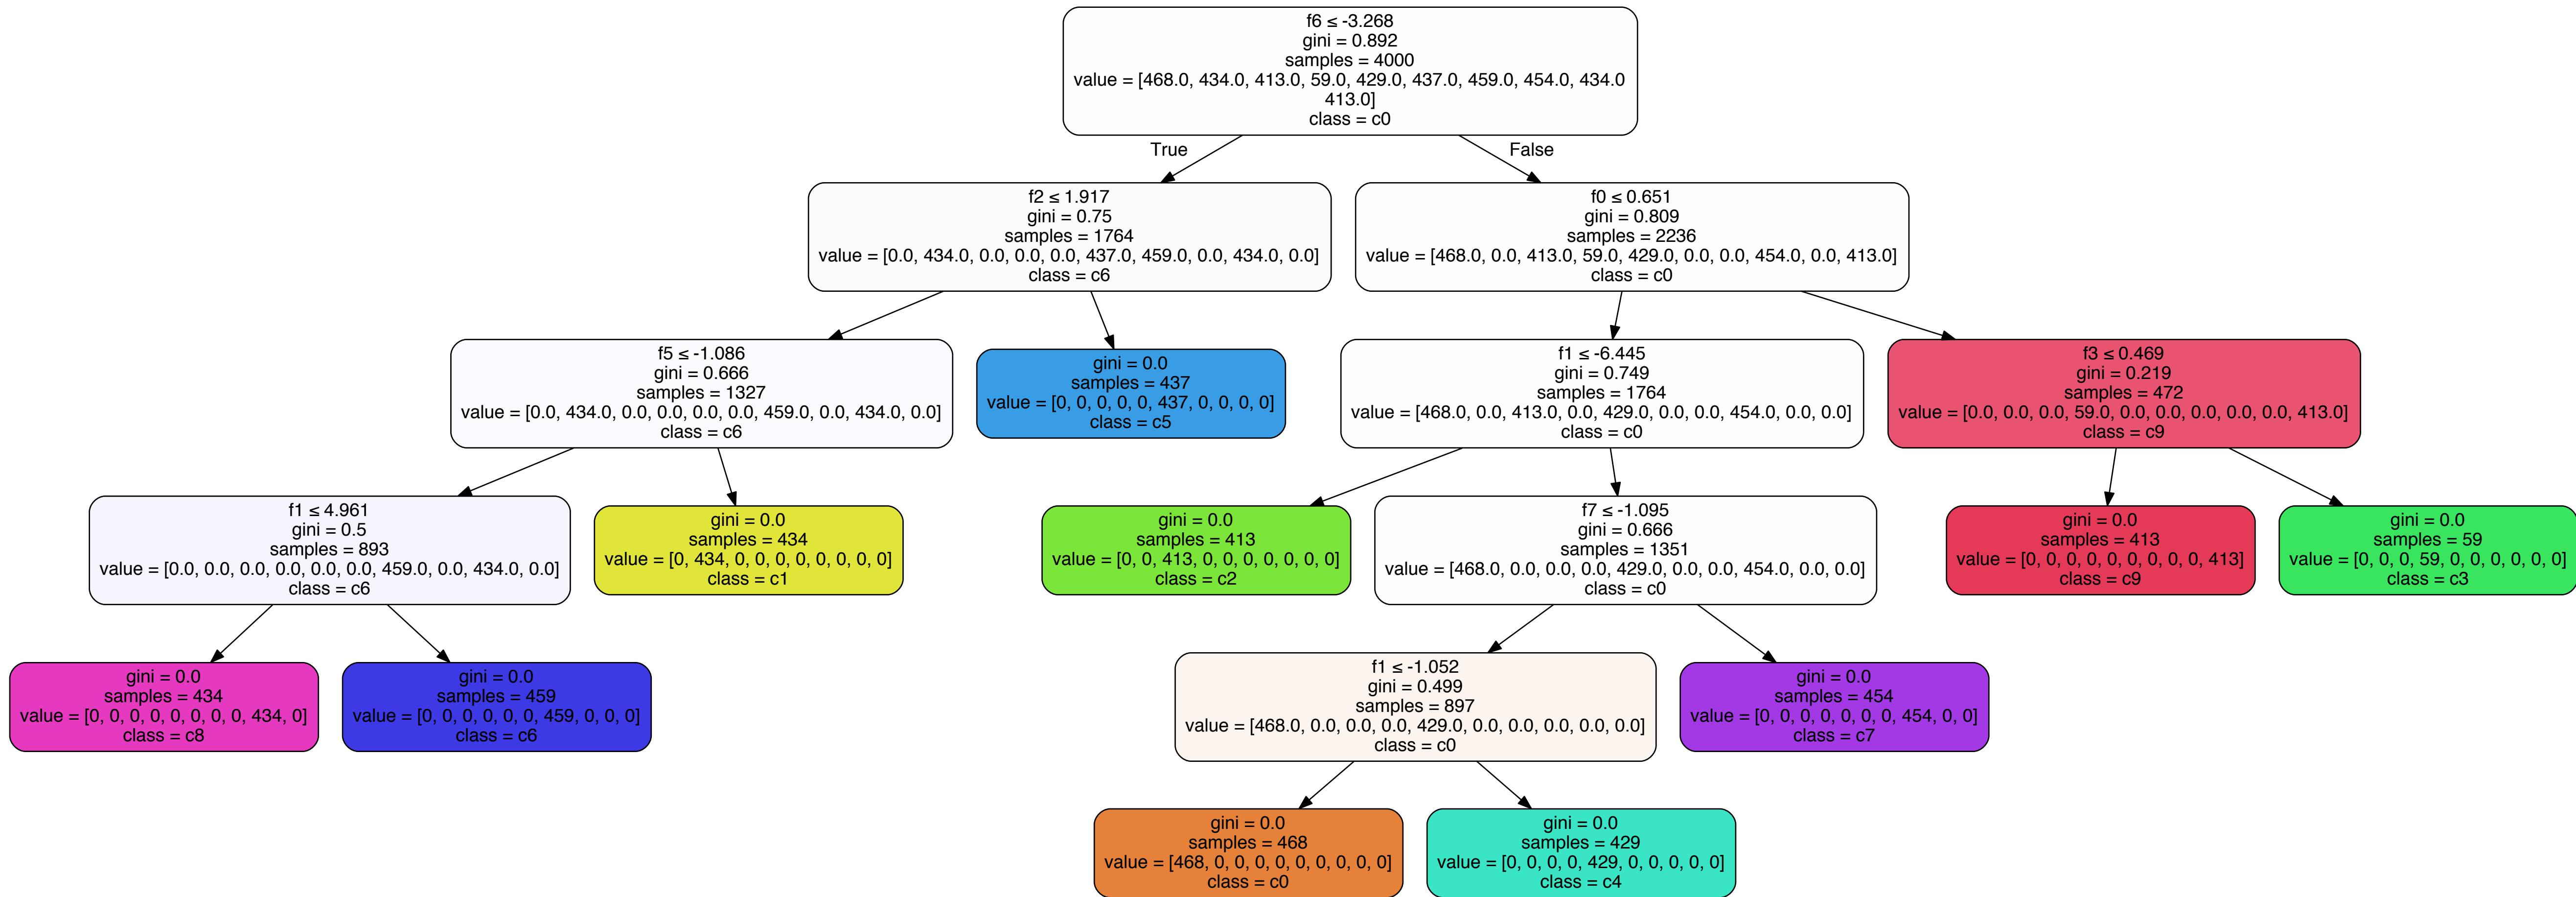 f6 ≤ -3.268
gini = 0.892
samples = 4000
value = [468.0, 434.0, 413.0, 59.0, 429.0, 437.0, 459.0, 454.0, 434.0
413.0]
class = c0
True
False
f2 ≤ 1.917
gini = 0.75
samples = 1764
value = [0.0, 434.0, 0.0, 0.0, 0.0, 437.0, 459.0, 0.0, 434.0, 0.0]
class = c6
f0 ≤ 0.651
gini = 0.809
samples = 2236
value = [468.0, 0.0, 413.0, 59.0, 429.0, 0.0, 0.0, 454.0, 0.0, 413.0]
class = c0
f5 ≤ -1.086
gini = 0.666
samples = 1327
value = [0.0, 434.0, 0.0, 0.0, 0.0, 0.0, 459.0, 0.0, 434.0, 0.0]
class = c6
gini = 0.0
samples = 437
value = [0, 0, 0, 0, 0, 437, 0, 0, 0, 0]
class = c5
f1 ≤ -6.445
gini = 0.749
samples = 1764
value = [468.0, 0.0, 413.0, 0.0, 429.0, 0.0, 0.0, 454.0, 0.0, 0.0]
class = c0
f3 ≤ 0.469
gini = 0.219
samples = 472
value = [0.0, 0.0, 0.0, 59.0, 0.0, 0.0, 0.0, 0.0, 0.0, 413.0]
class = c9
f1 ≤ 4.961
gini = 0.5
samples = 893
value = [0.0, 0.0, 0.0, 0.0, 0.0, 0.0, 459.0, 0.0, 434.0, 0.0]
class = c6
gini = 0.0
samples = 434
value = [0, 434, 0, 0, 0, 0, 0, 0, 0, 0]
class = c1
gini = 0.0
samples = 413
value = [0, 0, 413, 0, 0, 0, 0, 0, 0, 0]
class = c2
f7 ≤ -1.095
gini = 0.666
samples = 1351
value = [468.0, 0.0, 0.0, 0.0, 429.0, 0.0, 0.0, 454.0, 0.0, 0.0]
class = c0
gini = 0.0
samples = 413
value = [0, 0, 0, 0, 0, 0, 0, 0, 0, 413]
class = c9
gini = 0.0
samples = 59
value = [0, 0, 0, 59, 0, 0, 0, 0, 0, 0]
class = c3
gini = 0.0
samples = 434
value = [0, 0, 0, 0, 0, 0, 0, 0, 434, 0]
class = c8
gini = 0.0
samples = 459
value = [0, 0, 0, 0, 0, 0, 459, 0, 0, 0]
class = c6
f1 ≤ -1.052
gini = 0.499
samples = 897
value = [468.0, 0.0, 0.0, 0.0, 429.0, 0.0, 0.0, 0.0, 0.0, 0.0]
class = c0
gini = 0.0
samples = 454
value = [0, 0, 0, 0, 0, 0, 0, 454, 0, 0]
class = c7
gini = 0.0
samples = 468
value = [468, 0, 0, 0, 0, 0, 0, 0, 0, 0]
class = c0
gini = 0.0
samples = 429
value = [0, 0, 0, 0, 429, 0, 0, 0, 0, 0]
class = c4